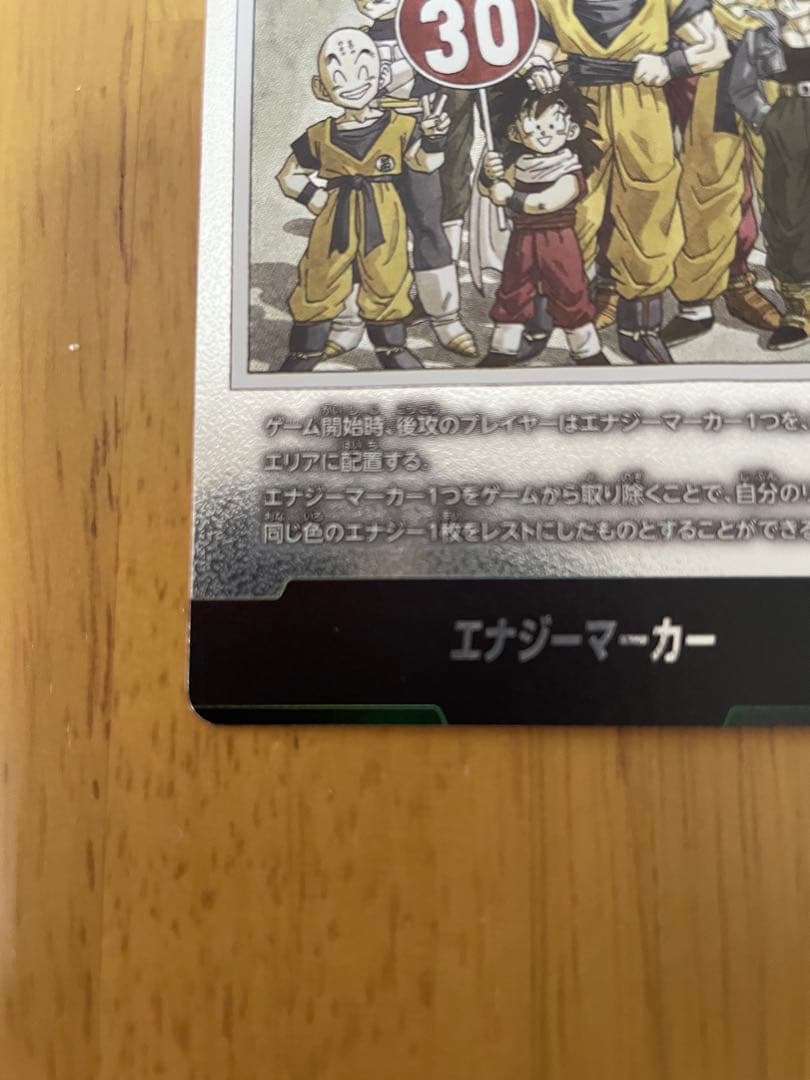 30
ゲーム開始時、後攻のプレイヤーはエナジーマーカー1つを、
エリアに配置する。
エナジーマーカー1つをゲームから取り除くことで、自分のリ
同じ色のエナジー1枚をレストにしたものとすることができる
エナジーマーカー